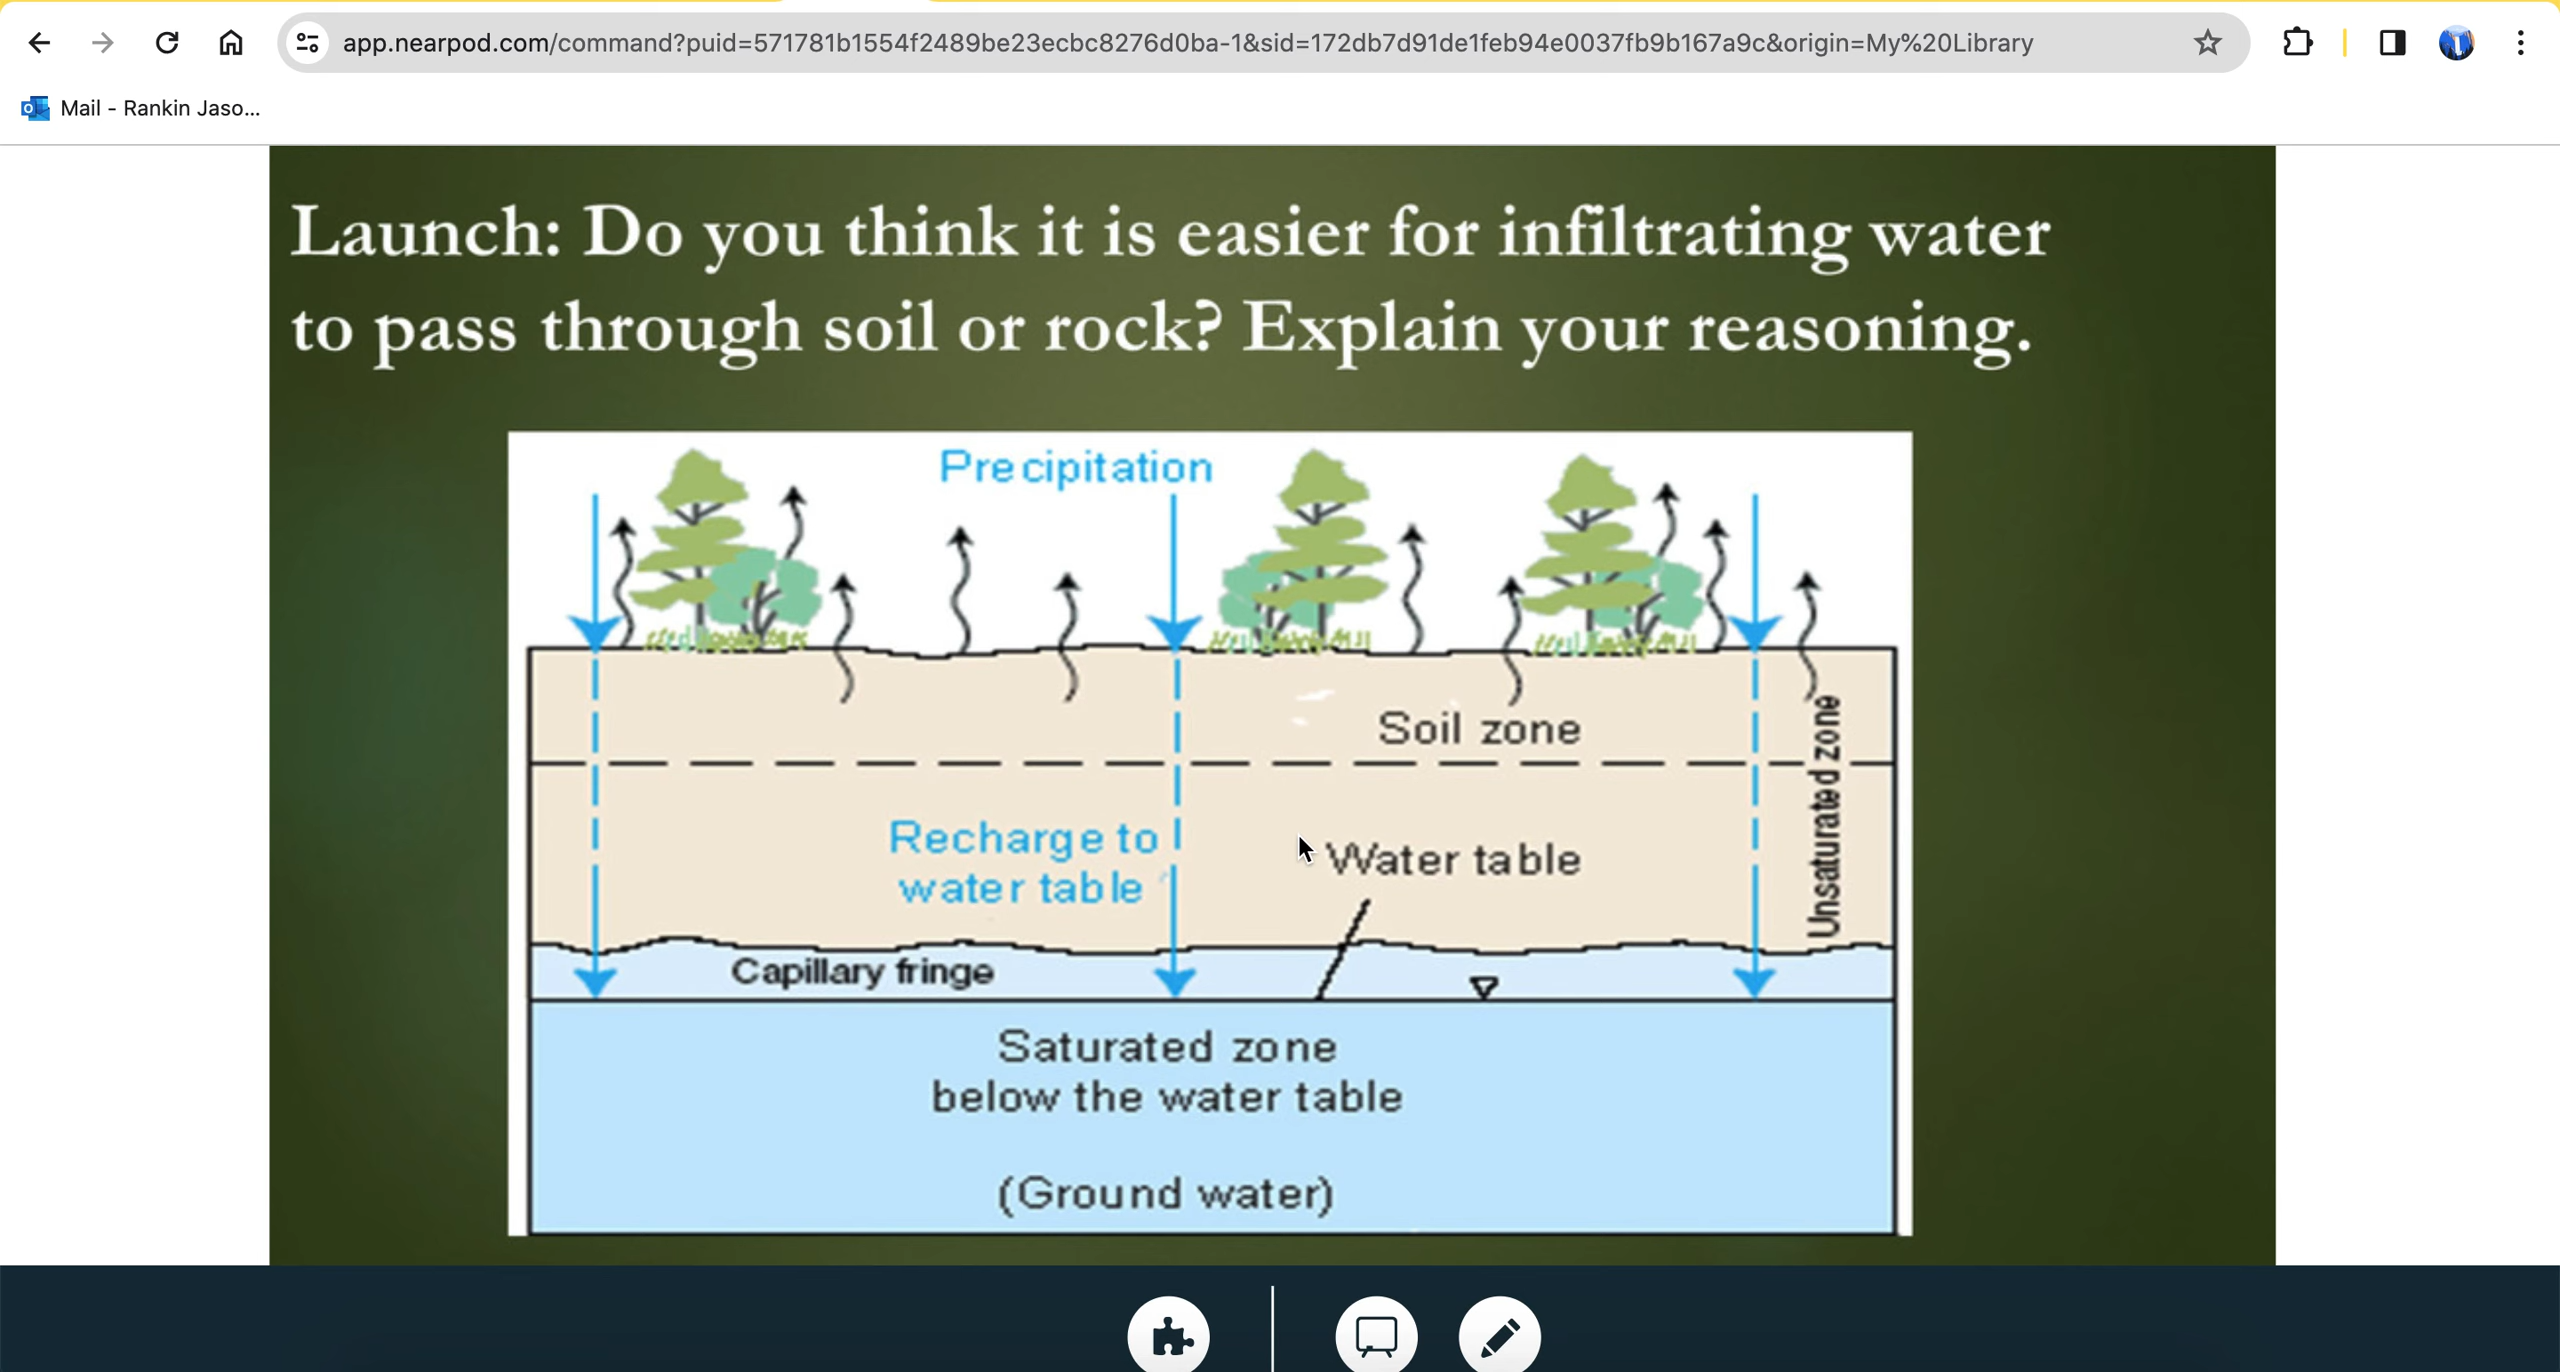 app.nearpod.com/command?puid=571781b1554f2489be23ecbc8276d0ba-1&sid=172db7d91de1feb94e0037fb9b167a9c&origin=My%20Library
Mail - Rankin Jaso...
Launch: Do you think it is easier for infiltrating water
to pass through soil or rock? Explain your reasoning.
Precipitation
Soil zone
Unsaturated zone
Recharge to
water table
Water table
Capillary fringe
Saturated zone
below the water table
(Ground water)